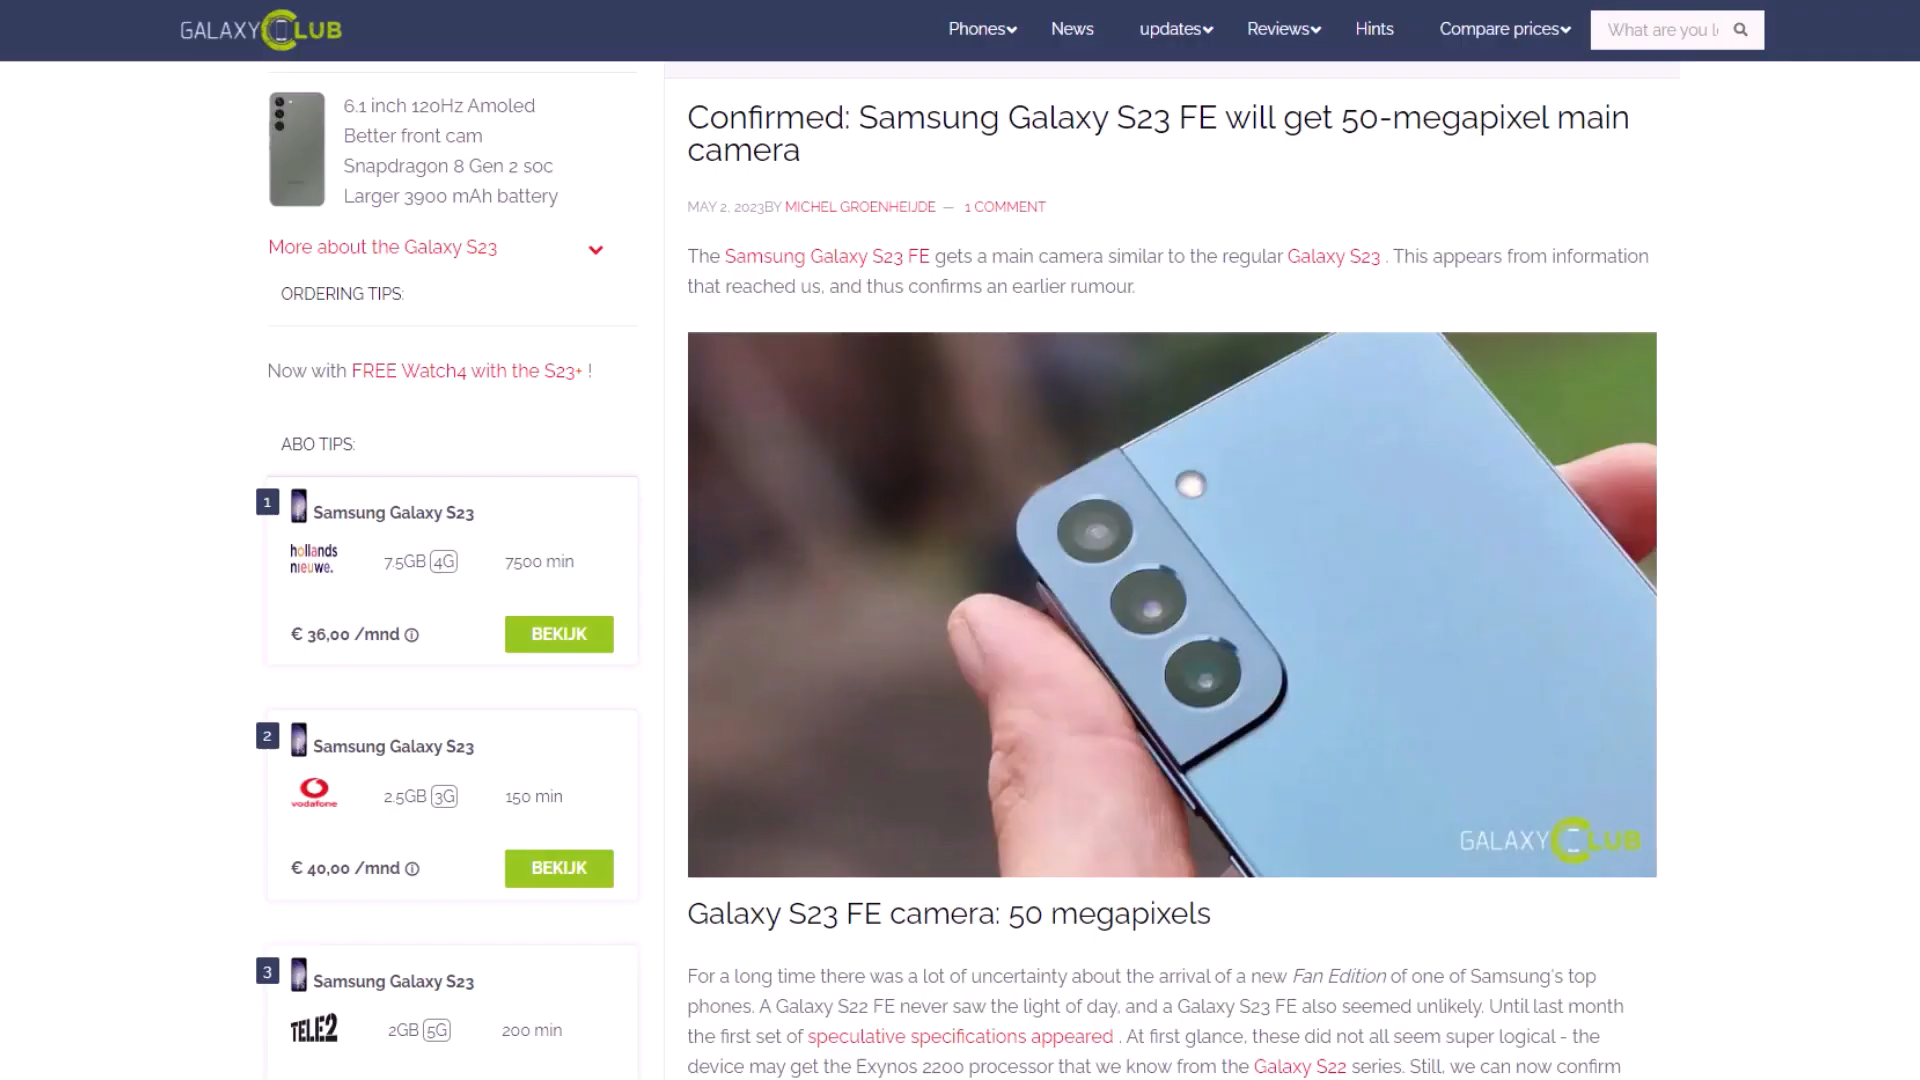 GALAXY CLUB
Phones
News
updates
Reviews
Hints
Compare prices
What are you l
6.1 inch 120Hz Amoled
Better front cam
Snapdragon 8 Gen 2 soc
Larger 3900 mAh battery
More about the Galaxy S23
ORDERING TIPS:
Now with FREE Watch4 with the S23+ !
ABO TIPS:
1
Samsung Galaxy S23
hollands
nieuwe.
7.5GB 4G
7500 min
€ 36,00 /mnd
BEKIJK
2
Samsung Galaxy S23
vodafone
2.5GB 3G
150 min
€ 40,00 /mnd
BEKIJK
3
Samsung Galaxy S23
TELE2
2GB 5G
200 min
Confirmed: Samsung Galaxy S23 FE will get 50-megapixel main
camera
MAY 2, 2023BY MICHEL GROENHEIJDE — 1 COMMENT
The Samsung Galaxy S23 FE gets a main camera similar to the regular Galaxy S23 . This appears from information
that reached us, and thus confirms an earlier rumour.
GALAXY CLUB
Galaxy S23 FE camera: 50 megapixels
For a long time there was a lot of uncertainty about the arrival of a new Fan Edition of one of Samsung's top
phones. A Galaxy S22 FE never saw the light of day, and a Galaxy S23 FE also seemed unlikely. Until last month
the first set of speculative specifications appeared . At first glance, these did not all seem super logical - the
device may get the Exynos 2200 processor that we know from the Galaxy S22 series. Still, we can now confirm